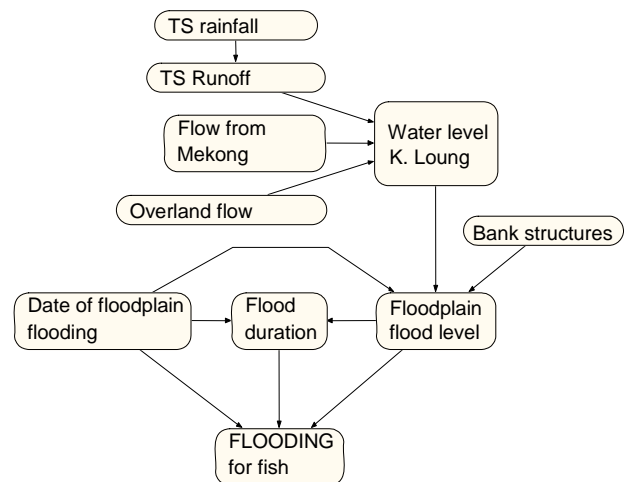 TS rainfall
TS Runoff
Flow from
Mekong
Water level
K. Loung
Overland flow
Bank structures
Date of floodplain
flooding
Flood
duration
Floodplain
flood level
FLOODING
for fish